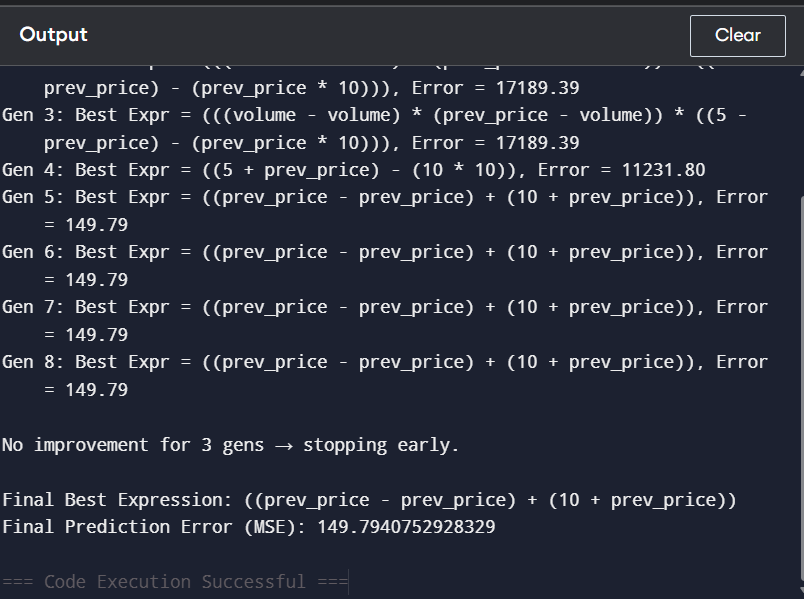 Output
Clear
prev_price) - (prev_price * 10))), Error = 17189.39
Gen 3: Best Expr = (((volume - volume) * (prev_price - volume)) * ((5 -
prev_price) - (prev_price * 10))), Error = 17189.39
Gen 4: Best Expr = ((5 + prev_price) - (10 * 10)), Error = 11231.80
Gen 5: Best Expr = ((prev_price - prev_price) + (10 + prev_price)), Error
= 149.79
Gen 6: Best Expr = ((prev_price - prev_price) + (10 + prev_price)), Error
= 149.79
Gen 7: Best Expr = ((prev_price - prev_price) + (10 + prev_price)), Error
= 149.79
Gen 8: Best Expr = ((prev_price - prev_price) + (10 + prev_price)), Error
= 149.79
No improvement for 3 gens → stopping early.
Final Best Expression: ((prev_price - prev_price) + (10 + prev_price))
Final Prediction Error (MSE): 149.7940752928329
=== Code Execution Successful ===